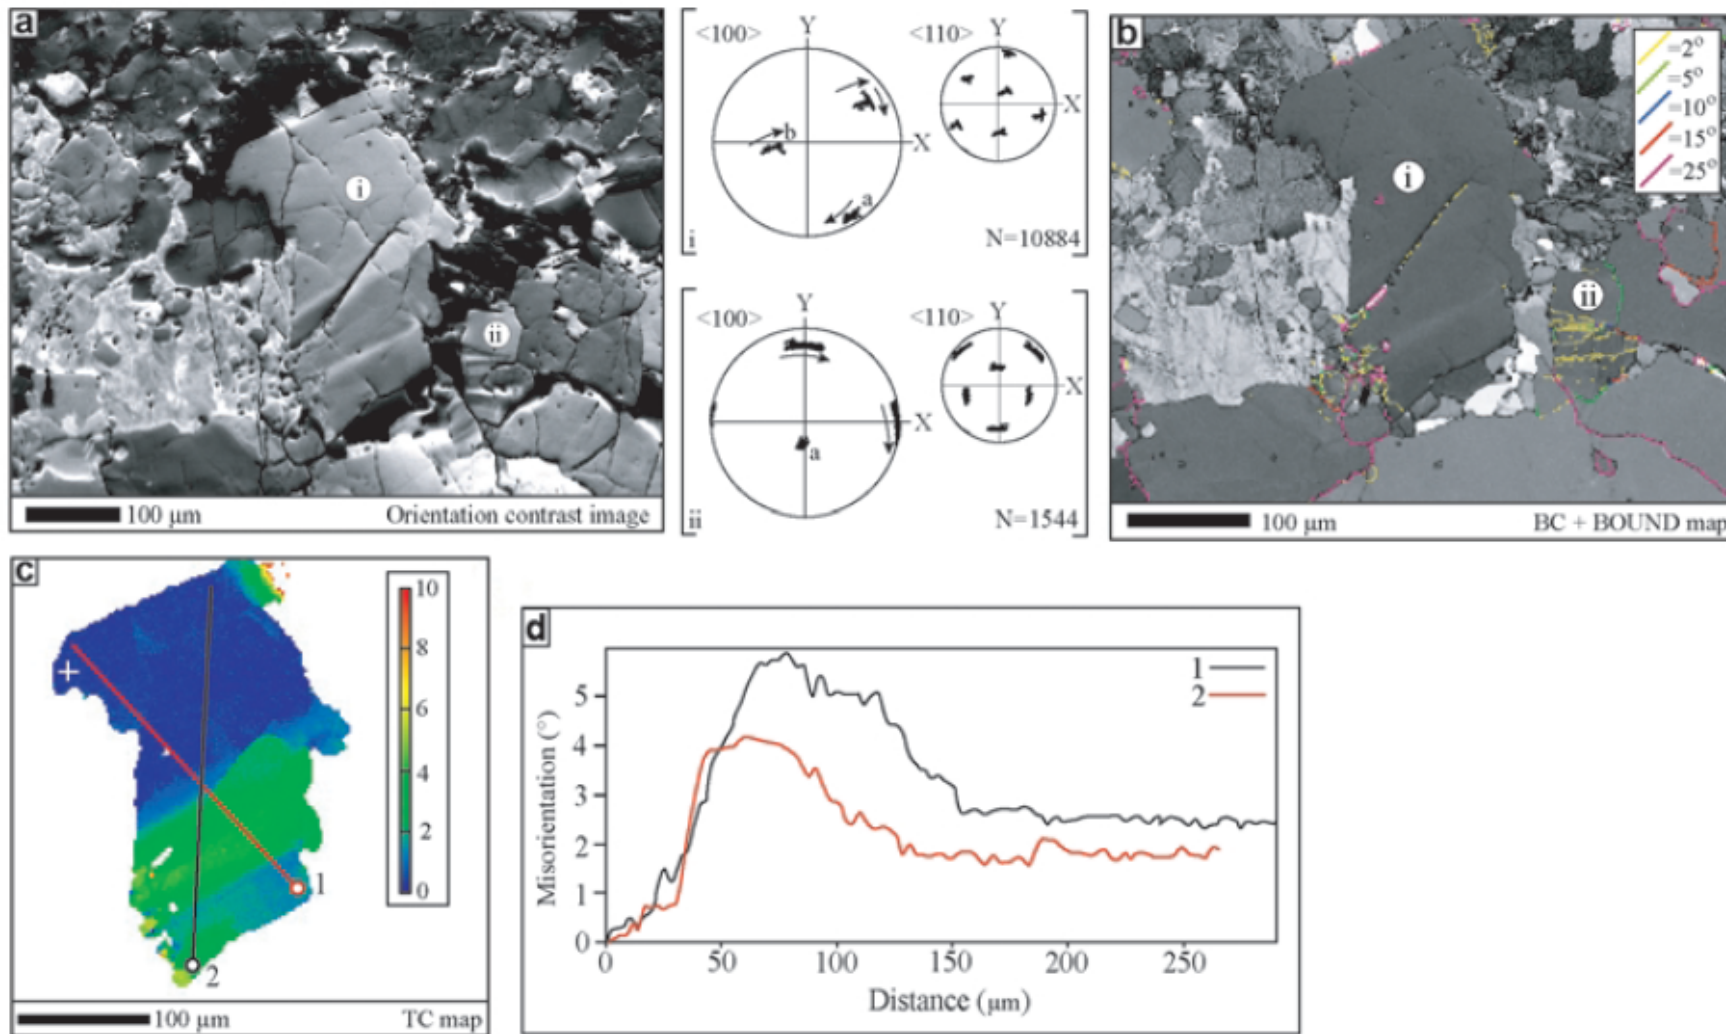 a
i
ii
100 μm
Orientation contrast image
<100>
Y
<110>
Y
X
b
a
X
i
N=10884
<100>
Y
<110>
Y
X
a
X
ii
N=1544
b
=2°
=5°
=10°
=15°
=25°
i
ii
100 μm
BC + BOUND map
c
10
8
6
4
2
0
1
2
100 μm
TC map
d
1
2
5
4
3
2
1
0
Misorientation (°)
0 50 100 150 200 250
Distance (μm)